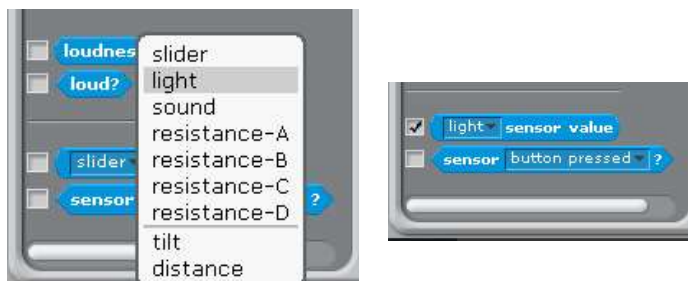 loudnes
loud?
slider
light
sound
resistance-A
resistance-B
resistance-C
resistance-D
tilt
distance
slider
sensor ?
light sensor value
sensor button pressed ?